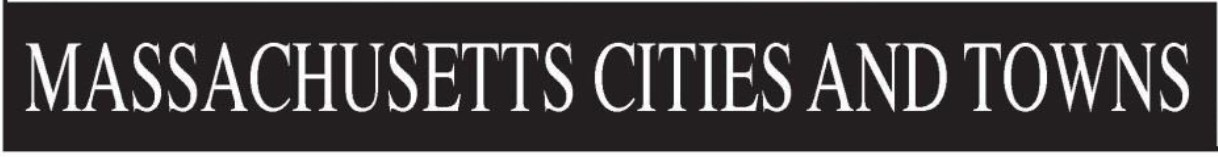 MASSACHUSETTS CITIES AND TOWNS